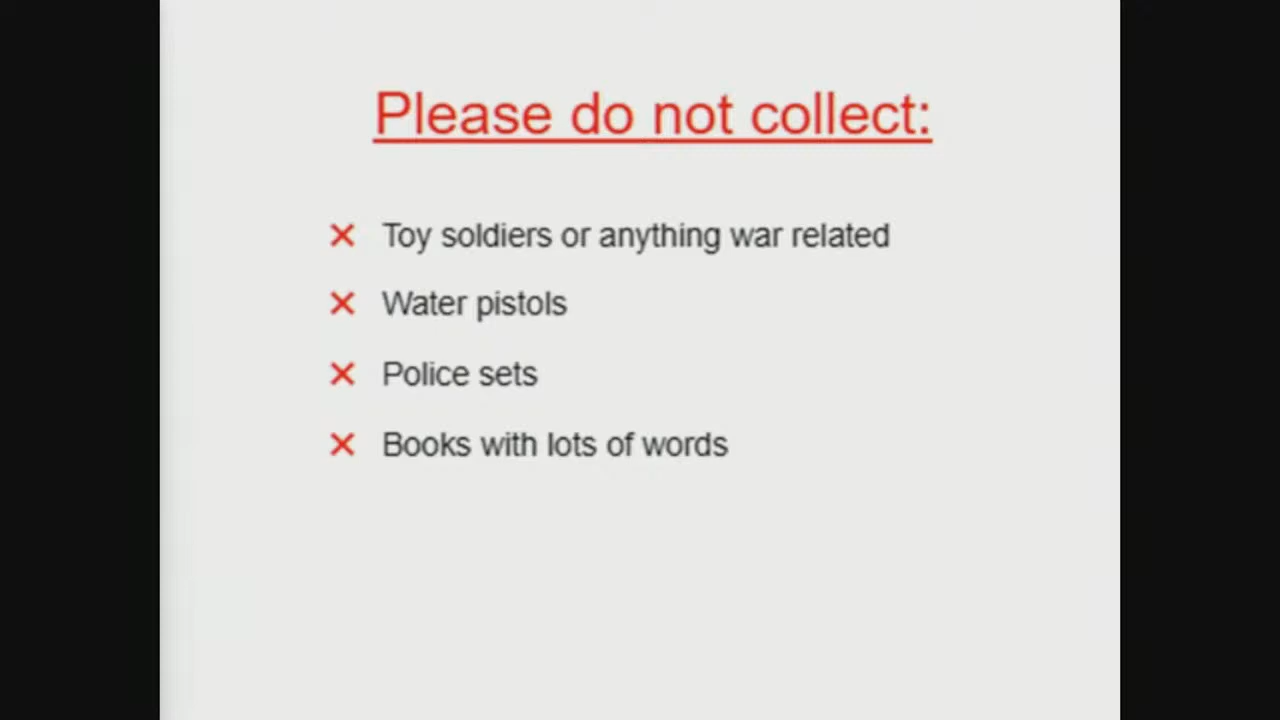 Please do not collect:
✕ Toy soldiers or anything war related
✕ Water pistols
✕ Police sets
✕ Books with lots of words